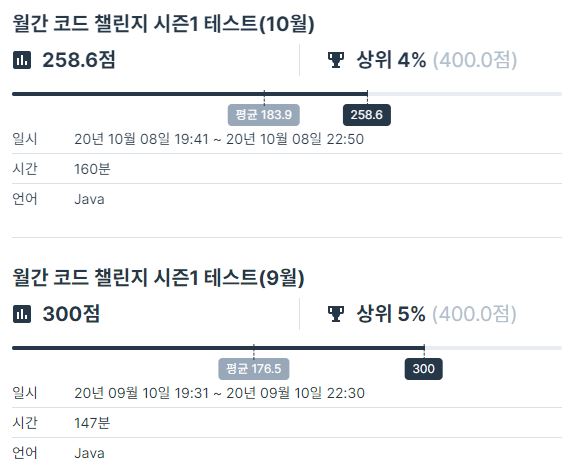 월간 코드 챌린지 시즌1 테스트(10월)
258.6점 상위 4% (400.0점)
평균 183.9 258.6
일시 20년 10월 08일 19:41 ~ 20년 10월 08일 22:50
시간 160분
언어 Java
월간 코드 챌린지 시즌1 테스트(9월)
300점 상위 5% (400.0점)
평균 176.5 300
일시 20년 09월 10일 19:31 ~ 20년 09월 10일 22:30
시간 147분
언어 Java